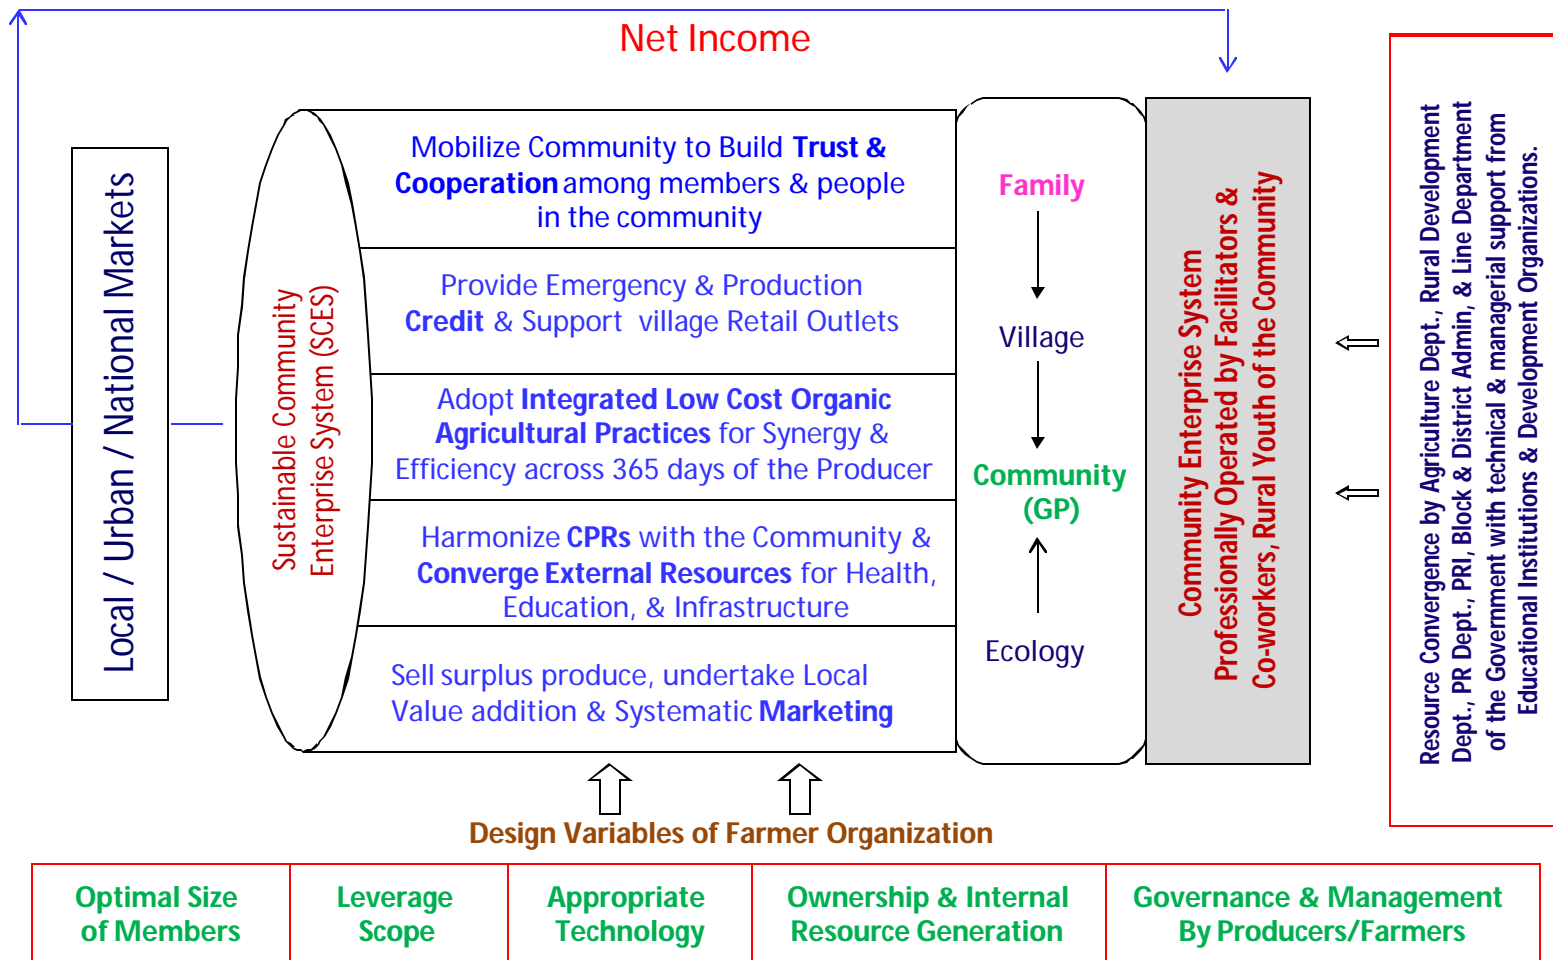 Net Income
Local / Urban / National Markets
Sustainable Community
Enterprise System (SCES)
Mobilize Community to Build Trust &
Cooperation among members & people
in the community
Provide Emergency & Production
Credit & Support village Retail Outlets
Adopt Integrated Low Cost Organic
Agricultural Practices for Synergy &
Efficiency across 365 days of the Producer
Harmonize CPRs with the Community &
Converge External Resources for Health,
Education, & Infrastructure
Sell surplus produce, undertake Local
Value addition & Systematic Marketing
Family
Village
Community
(GP)
Ecology
Community Enterprise System
Professionally Operated by Facilitators &
Co-workers, Rural Youth of the Community
Resource Convergence by Agriculture Dept., Rural Development
Dept., PR Dept., PRI, Block & District Admin, & Line Department
of the Government with technical & managerial support from
Educational Institutions & Development Organizations.
Design Variables of Farmer Organization
Optimal Size
of Members
Leverage
Scope
Appropriate
Technology
Ownership & Internal
Resource Generation
Governance & Management
By Producers/Farmers